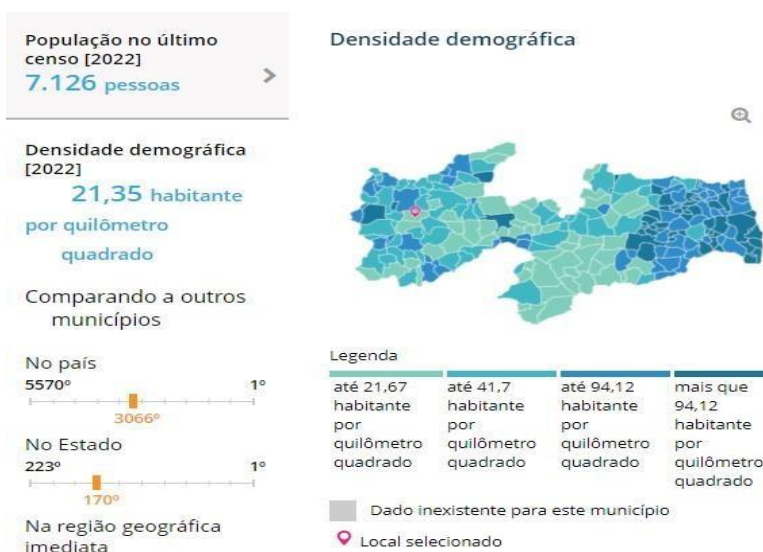 População no último
censo [2022]
7.126 pessoas
Densidade demográfica
[2022]
21,35 habitante
por quilômetro
quadrado
Comparando a outros
municípios
No país
5570º 1º
3066º
No Estado
223º 1º
170º
Na região geográfica
imediata
Densidade demográfica
Legenda
até 21,67
habitante
por
quilômetro
quadrado
até 41,7
habitante
por
quilômetro
quadrado
até 94,12
habitante
por
quilômetro
quadrado
mais que
94,12
habitante
por
quilômetro
quadrado
Dado inexistente para este município
Local selecionado